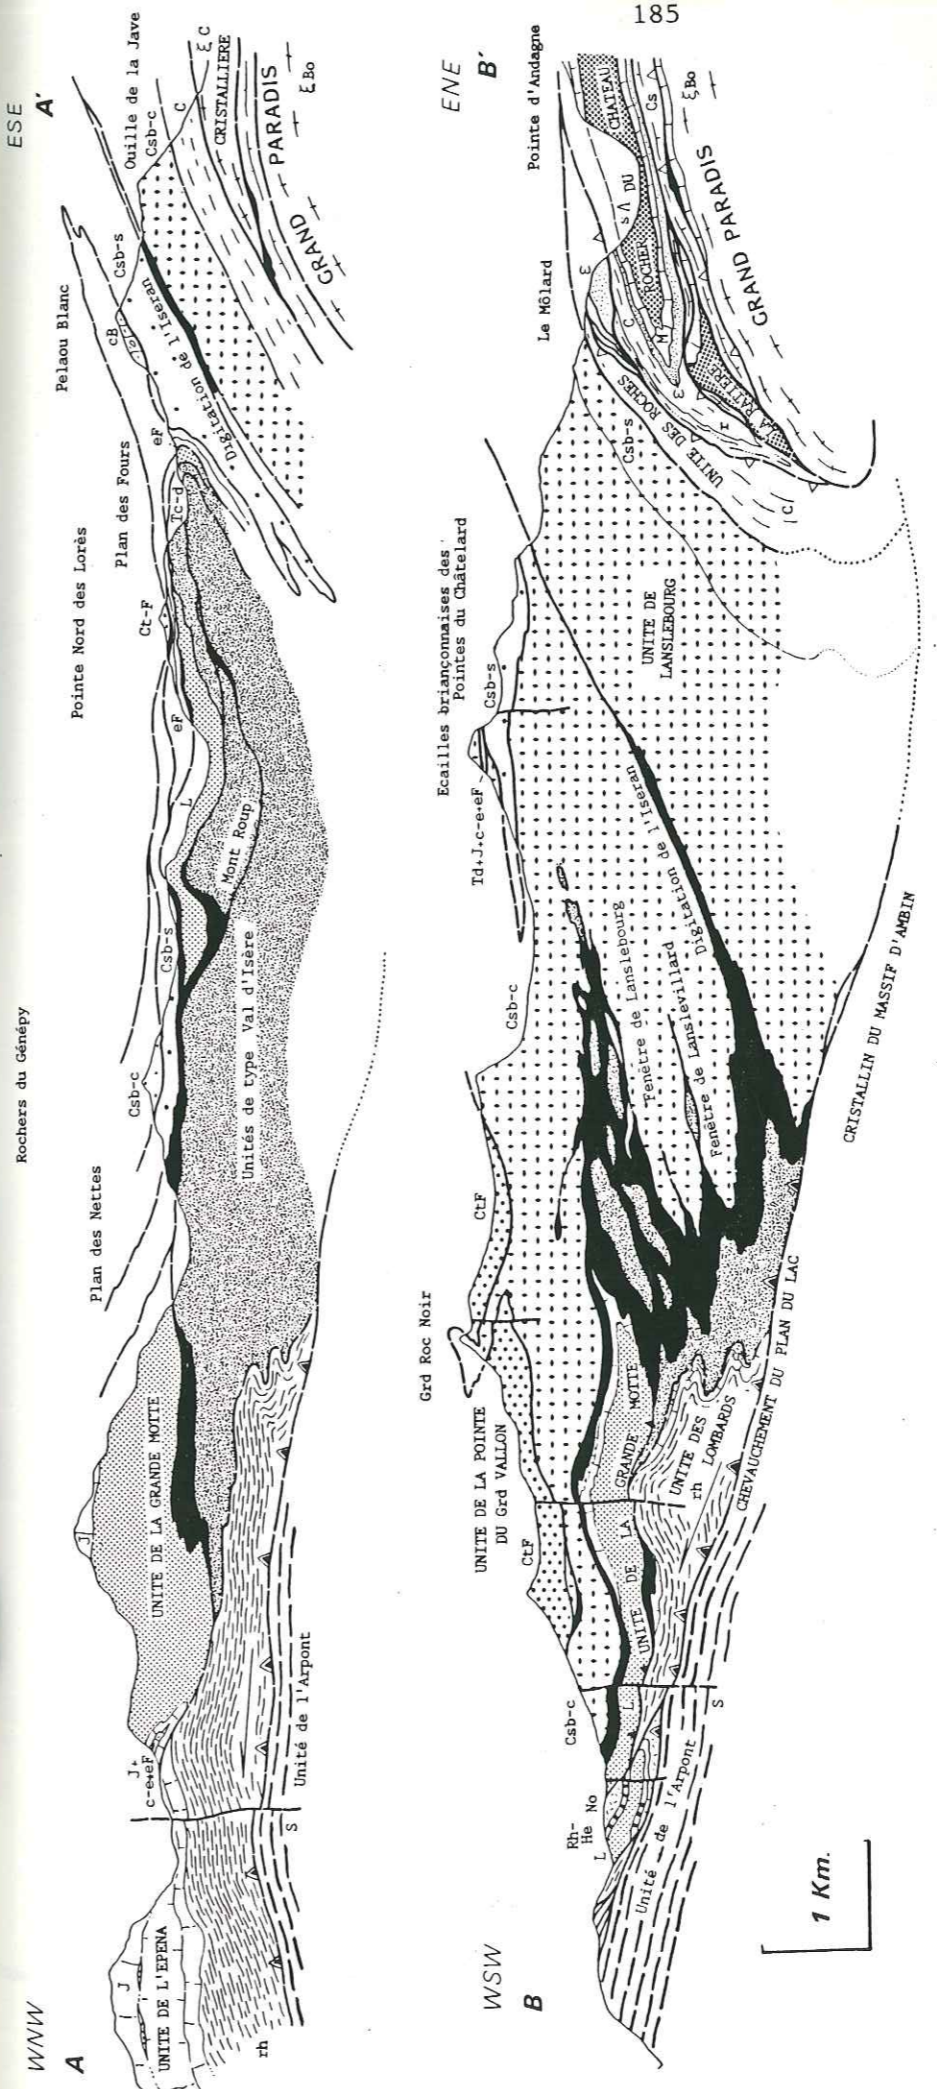 185
WNW
A
ESE
A'
Rochers du Génépy
Plan des Nettes
Pointe Nord des Lorès
Plan des Fours
Pelaou Blanc
Ouille de la Jave
UNITE DE L'EPENA
J
J
rh
J+
c-e+eF
S
Unité de l'Arpont
UNITE DE LA GRANDE MOTTE
Csb-c
Csb-s
L
eF
Mont Roup
Unités de type Val d'Isère
Ct-F
Tc-d
eF
cB
Csb-s
Digitation de l'Iseran
Csb-c
C
ξ C
CRISTALLIERE
GRAND PARADIS
ξBo
WSW
B
ENE
B'
Grd Roc Noir
UNITE DE LA POINTE
DU Grd VALLON
CtF
CtF
Csb-c
Rh-
He No
L
L
UNITE DE LA GRANDE MOTTE
Unité de l'Arpont
S
UNITE DES
LOMBARDS
rh
CHEVAUCHEMENT DU PLAN DU LAC
Csb-c
Ecailles briançonnaises des
Pointes du Châtelard
Td+J+c-e+eF
Csb-s
Fenêtre de Lanslebourg
Fenêtre de Lanslevillard
Digitation de l'Iseran
CRISTALLIN DU MASSIF D'AMBIN
UNITE DE
LANSLEBOURG
Csb-s
Le Môlard
Pointe d'Andagne
UNITE DES ROCHES
C
C
M
r
ROCHER DU CHATEAU
s
Cs
LA RATIERE
GRAND PARADIS
ξBo
1 Km.